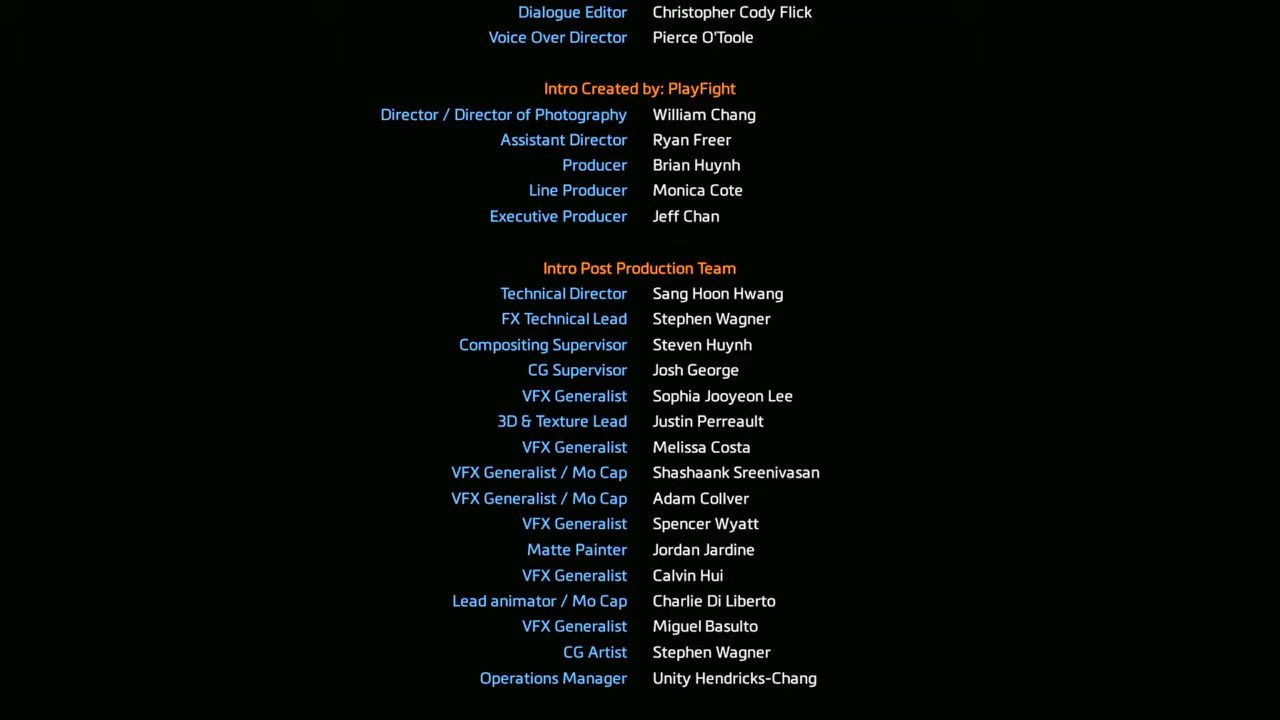 Dialogue Editor Christopher Cody Flick
Voice Over Director Pierce O'Toole
Intro Created by: PlayFight
Director / Director of Photography William Chang
Assistant Director Ryan Freer
Producer Brian Huynh
Line Producer Monica Cote
Executive Producer Jeff Chan
Intro Post Production Team
Technical Director Sang Hoon Hwang
FX Technical Lead Stephen Wagner
Compositing Supervisor Steven Huynh
CG Supervisor Josh George
VFX Generalist Sophia Jooyeon Lee
3D & Texture Lead Justin Perreault
VFX Generalist Melissa Costa
VFX Generalist / Mo Cap Shashaank Sreenivasan
VFX Generalist / Mo Cap Adam Collver
VFX Generalist Spencer Wyatt
Matte Painter Jordan Jardine
VFX Generalist Calvin Hui
Lead animator / Mo Cap Charlie Di Liberto
VFX Generalist Miguel Basulto
CG Artist Stephen Wagner
Operations Manager Unity Hendricks-Chang